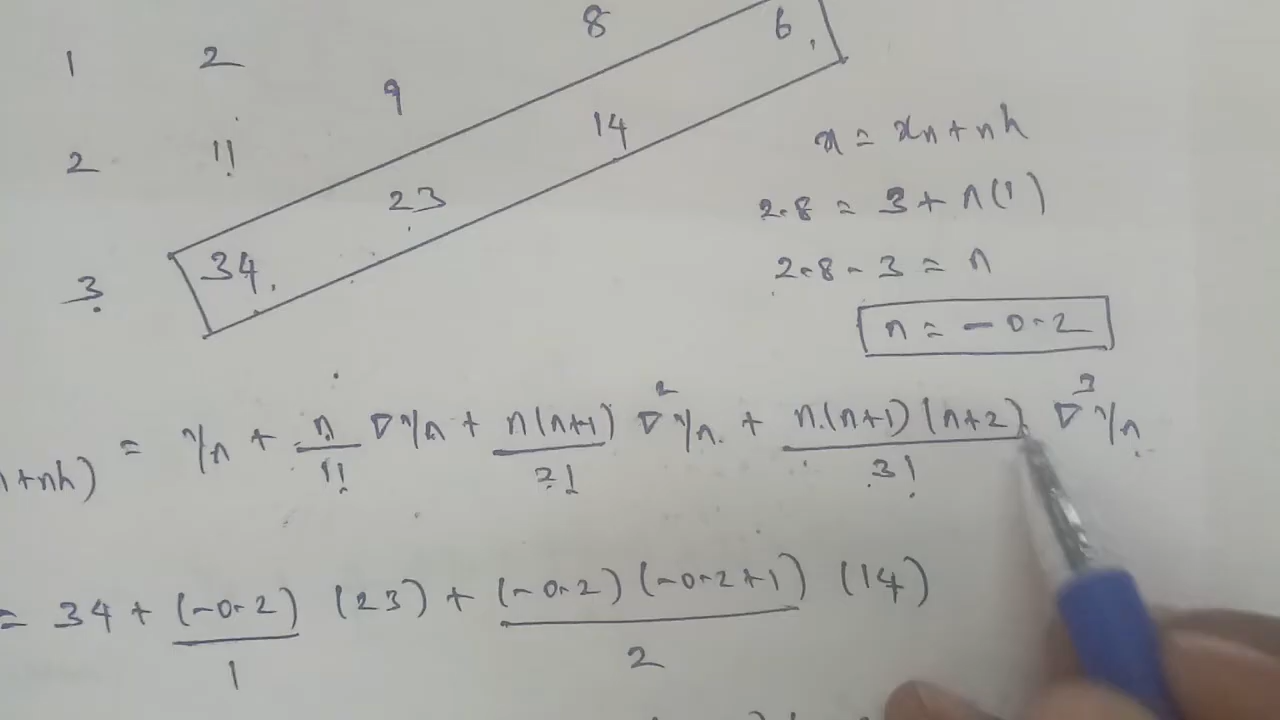 8 6
1 2
9
14
x = xn + nh
2 11
23
2.8 = 3 + n(1)
34
2.8 - 3 = n
3
n = -0.2
+nh) = yn + n/1! ∇yn + n(n+1)/2! ∇²yn + n(n+1)(n+2)/3! ∇³yn
= 34 + (-0.2)/1 (23) + (-0.2)(-0.2+1)/2 (14)